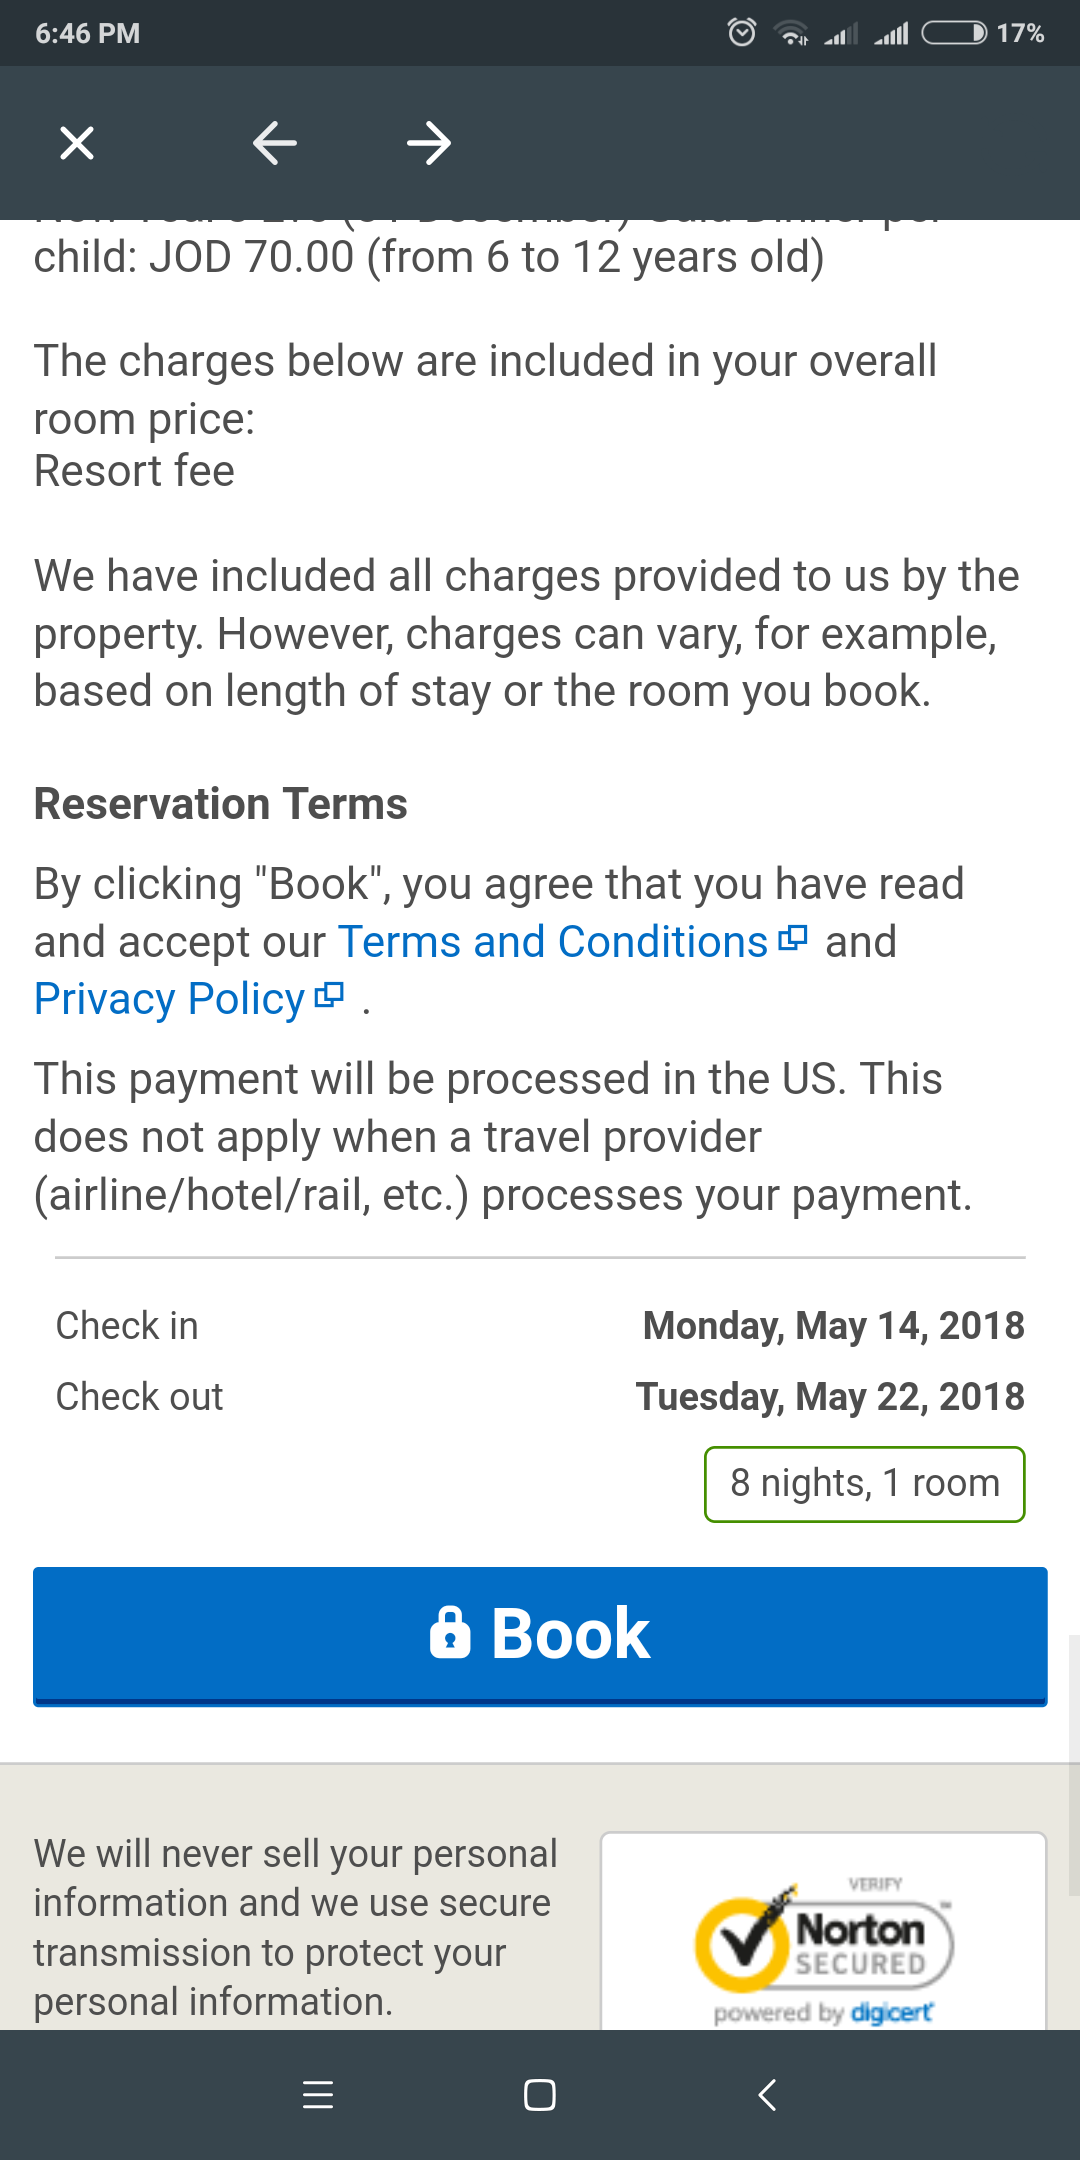 6:46 PM
17%
child: JOD 70.00 (from 6 to 12 years old)
The charges below are included in your overall
room price:
Resort fee
We have included all charges provided to us by the
property. However, charges can vary, for example,
based on length of stay or the room you book.
Reservation Terms
By clicking "Book", you agree that you have read
and accept our Terms and Conditions and
Privacy Policy .
This payment will be processed in the US. This
does not apply when a travel provider
(airline/hotel/rail, etc.) processes your payment.
Check in Monday, May 14, 2018
Check out Tuesday, May 22, 2018
8 nights, 1 room
Book
We will never sell your personal
information and we use secure
transmission to protect your
personal information.
VERIFY
Norton
SECURED
powered by digicert